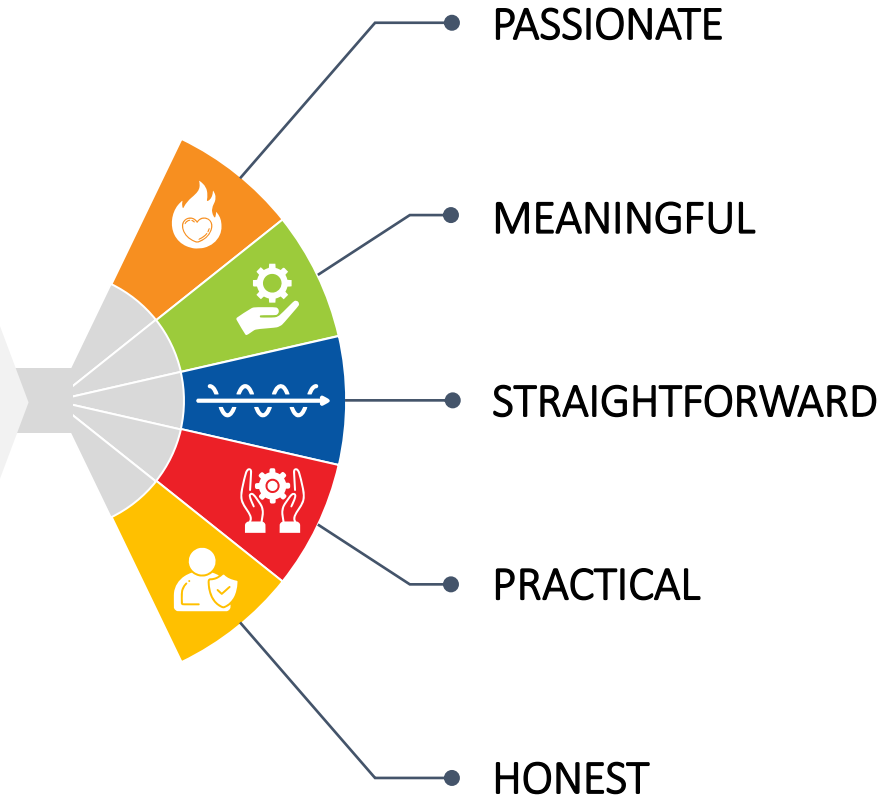 PASSIONATE
MEANINGFUL
STRAIGHTFORWARD
PRACTICAL
HONEST